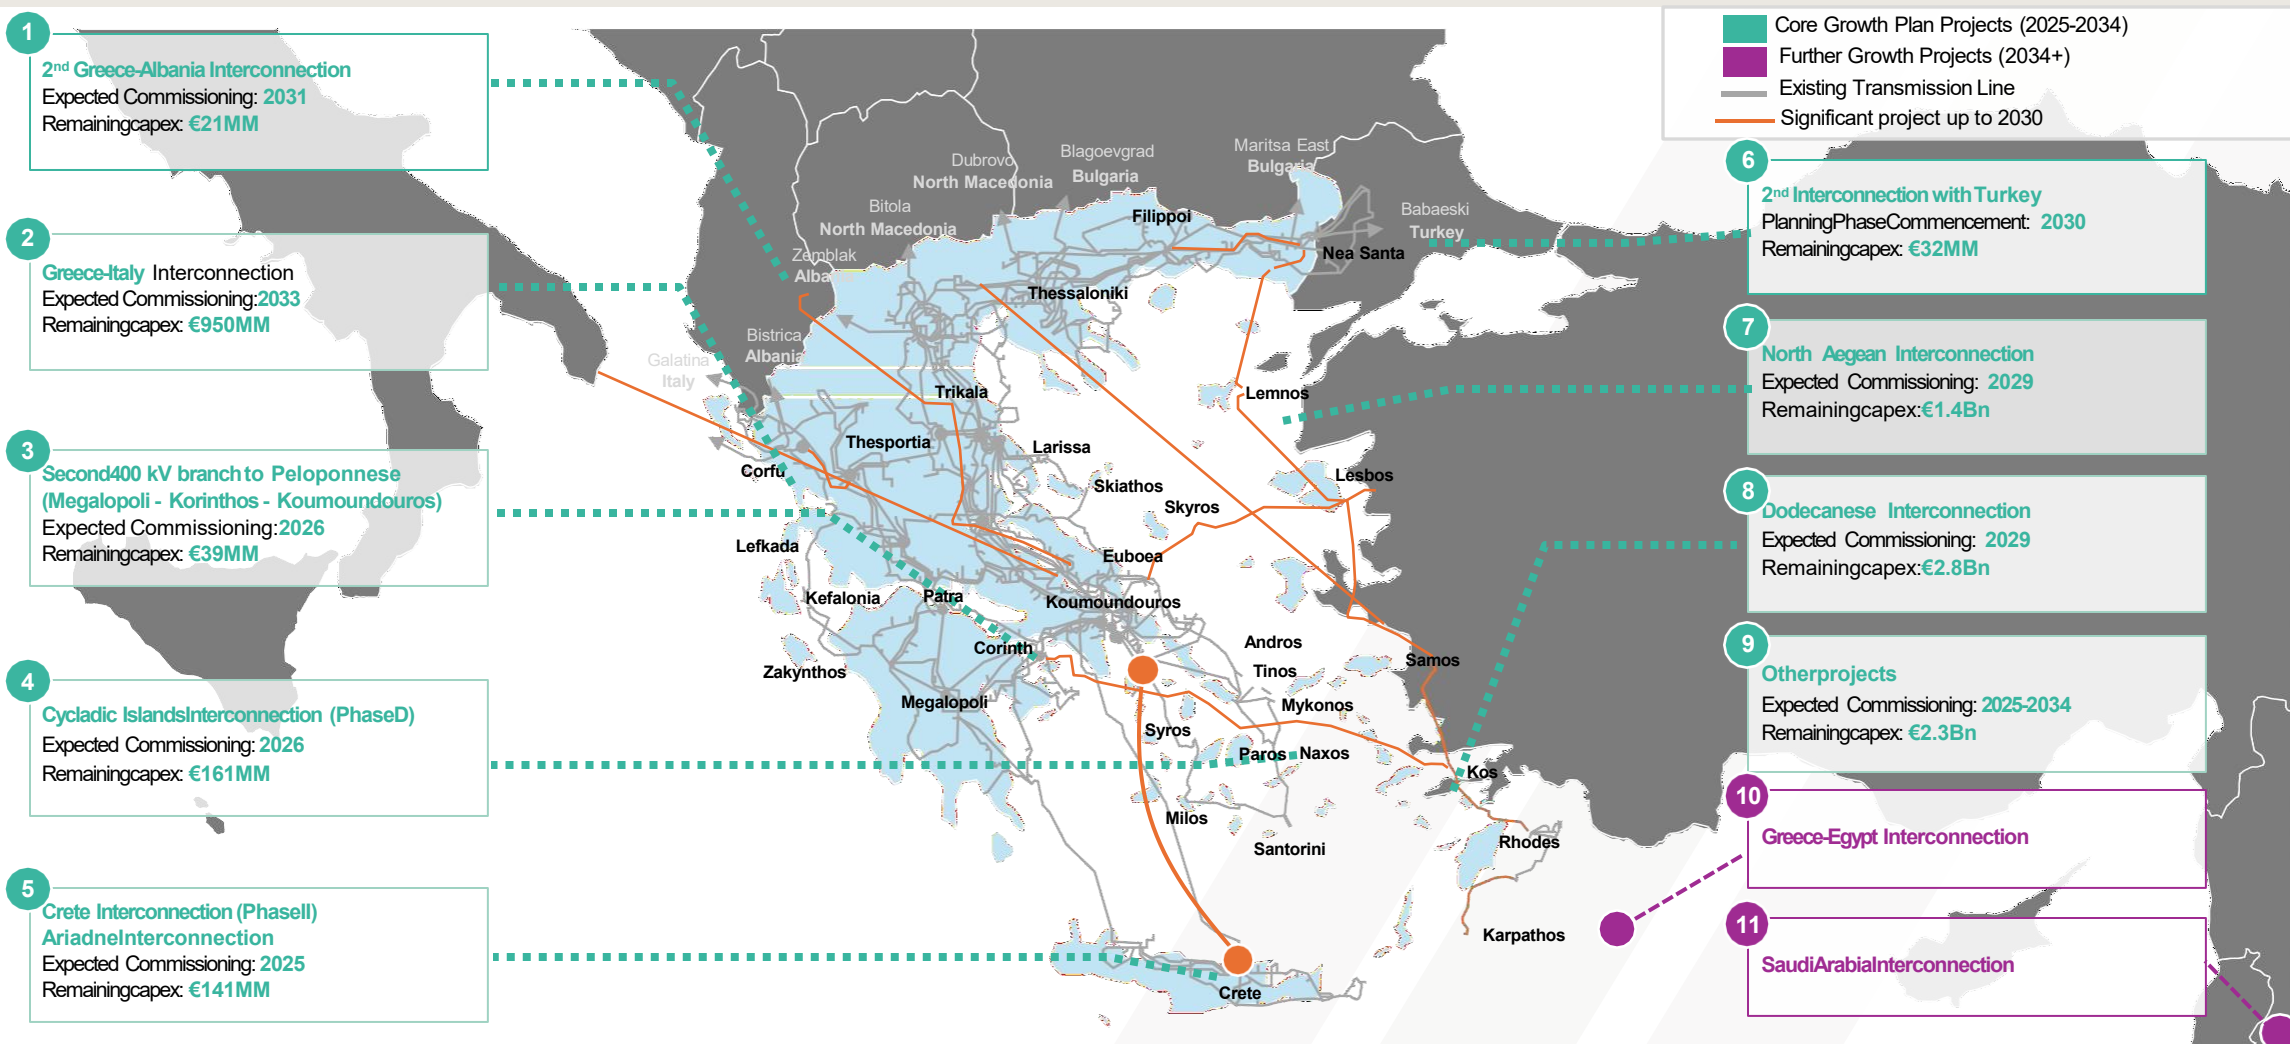 1
2nd Greece-Albania Interconnection
Expected Commissioning: 2031
Remainingcapex: €21MM
2
Greece-Italy Interconnection
Expected Commissioning:2033
Remainingcapex: €950MM
3
Second400 kV branch to Peloponnese
(Megalopoli - Korinthos - Koumoundouros)
Expected Commissioning:2026
Remainingcapex: €39MM
4
Cycladic IslandsInterconnection (PhaseD)
Expected Commissioning: 2026
Remainingcapex: €161MM
5
Crete Interconnection (PhaseII)
AriadneInterconnection
Expected Commissioning: 2025
Remainingcapex: €141MM
Dubrovo
North Macedonia
Blagoevgrad
Bulgaria
Maritsa East
Bulgaria
Bitola
North Macedonia
Babaeski
Turkey
Zemblak
Alba
Bistrica
Albania
Galatina
Italy
Filippoi
Nea Santa
Thessaloniki
Trikala
Lemnos
Thesportia
Larissa
Corfu
Skiathos
Lesbos
Skyros
Lefkada
Euboea
Kefalonia
Patra
Koumoundouros
Corinth
Andros
Zakynthos
Tinos
Samos
Megalopoli
Mykonos
Syros
Paros
Naxos
Kos
Milos
Santorini
Rhodes
Karpathos
Crete
Core Growth Plan Projects (2025-2034)
Further Growth Projects (2034+)
Existing Transmission Line
Significant project up to 2030
6
2nd Interconnection with Turkey
PlanningPhaseCommencement: 2030
Remainingcapex: €32MM
7
North Aegean Interconnection
Expected Commissioning: 2029
Remainingcapex:€1.4Bn
8
Dodecanese Interconnection
Expected Commissioning: 2029
Remainingcapex:€2.8Bn
9
Otherprojects
Expected Commissioning: 2025-2034
Remainingcapex: €2.3Bn
10
Greece-Egypt Interconnection
11
SaudiArabiaInterconnection